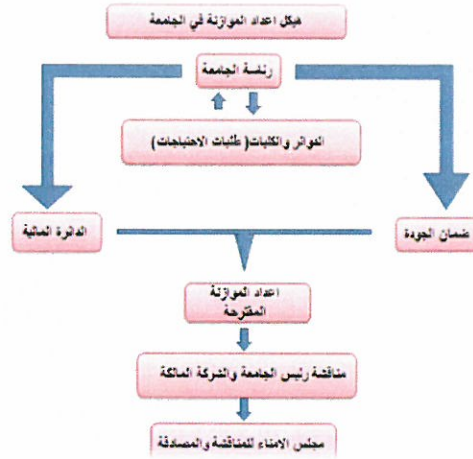 هيكل اعداد الموازنة في الجامعة
رئاسة الجامعة
الدوائر والكليات( طلبات الاحتياجات)
ضمان الجودة
الدائرة المالية
اعداد الموازنة
المقترحة
مناقشة رئيس الجامعة والشركة المالكة
مجلس الامناء للمناقشة والمصادقة